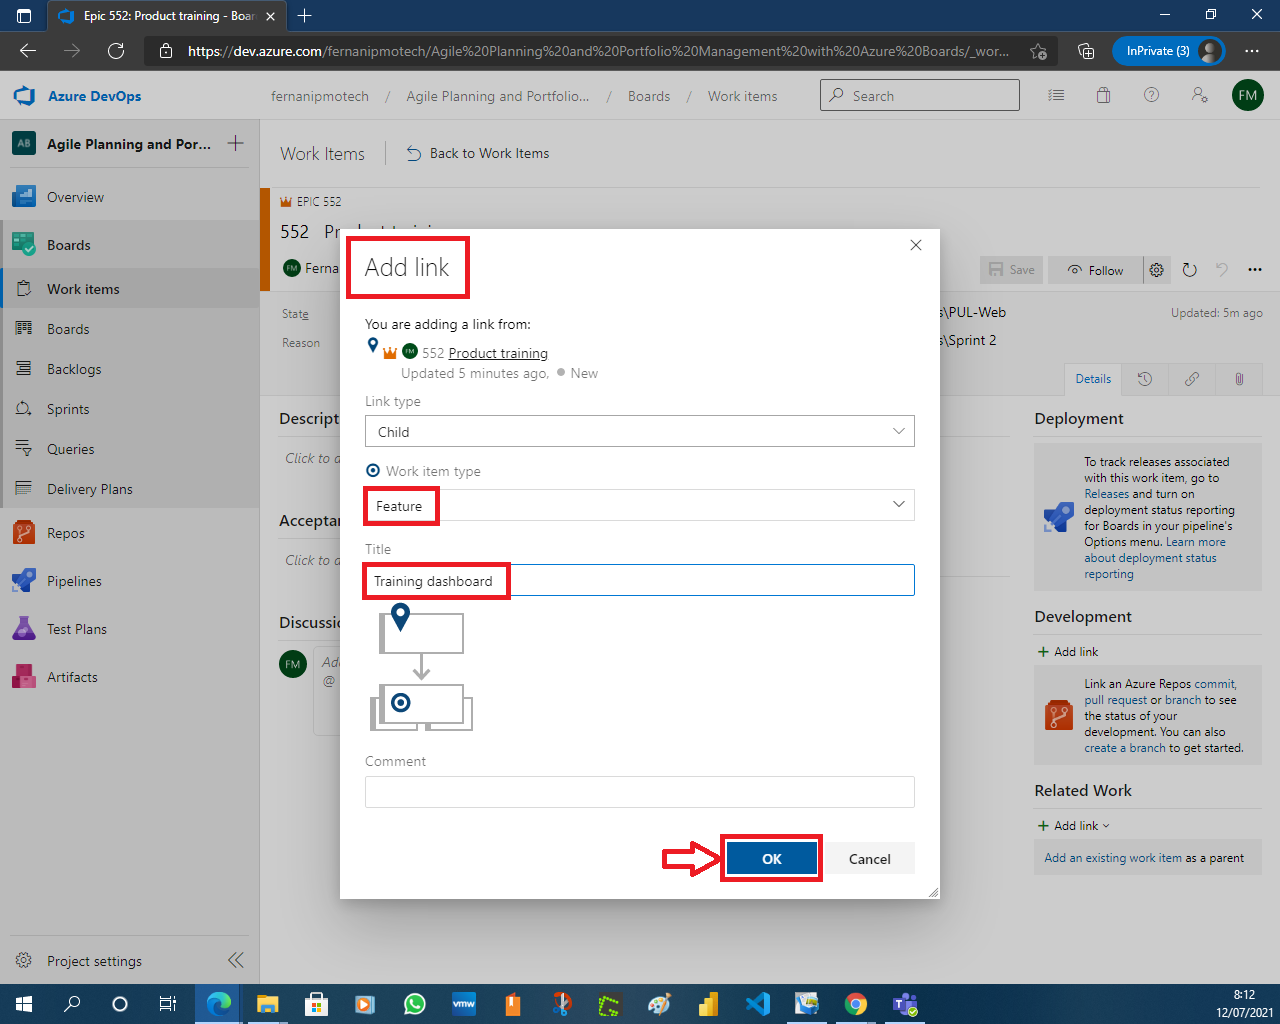 Epic 552: Product training - Boar
https://dev.azure.com/fernanipmotech/Agile%20Planning%20and%20Portfolio%20Management%20with%20Azure%20Boards/_wor...
InPrivate (3)
Azure DevOps
fernanipmotech / Agile Planning and Portfolio... / Boards / Work items
Search
FM
AB
Agile Planning and Por...
Overview
Boards
Work items
Boards
Backlogs
Sprints
Queries
Delivery Plans
Repos
Pipelines
Test Plans
Artifacts
Project settings
Work Items
Back to Work Items
EPIC 552
552
FM Ferna
Save
Follow
State
Reason
s\PUL-Web
s\Sprint 2
Updated: 5m ago
Details
Descript
Click to a
Acceptan
Click to a
Discussio
FM
Add
@
Add link
You are adding a link from:
FM 552 Product training
Updated 5 minutes ago, New
Link type
Child
Work item type
Feature
Title
Training dashboard
Comment
OK
Cancel
Deployment
To track releases associated
with this work item, go to
Releases and turn on
deployment status reporting
for Boards in your pipeline's
Options menu. Learn more
about deployment status
reporting
Development
Add link
Link an Azure Repos commit,
pull request or branch to see
the status of your
development. You can also
create a branch to get started.
Related Work
Add link
Add an existing work item as a parent
vmw
8:12
12/07/2021